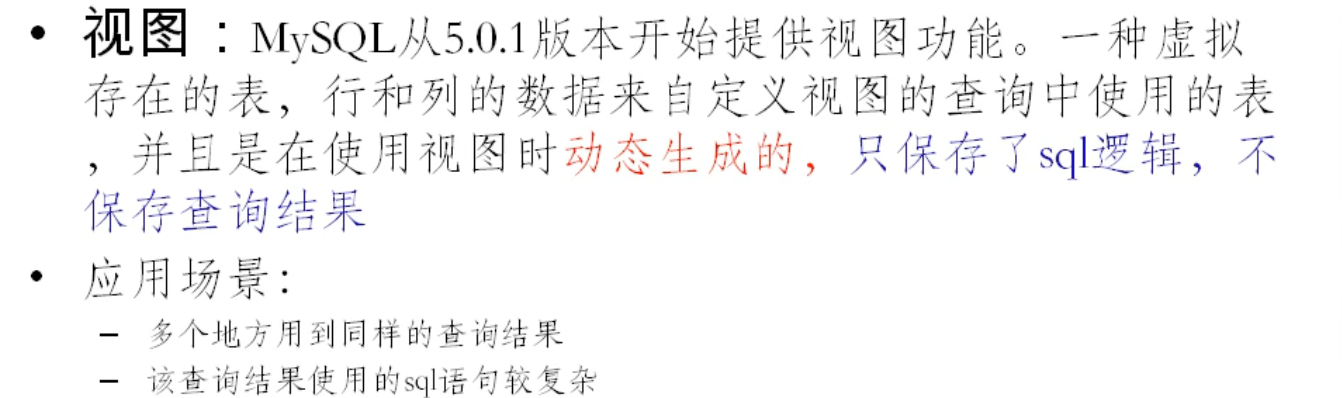 • 视图：MySQL从5.0.1版本开始提供视图功能。一种虚拟
存在的表，行和列的数据来自定义视图的查询中使用的表
，并且是在使用视图时动态生成的，只保存了sql逻辑，不
保存查询结果
• 应用场景：
– 多个地方用到同样的查询结果
– 该查询结果使用的sql语句较复杂